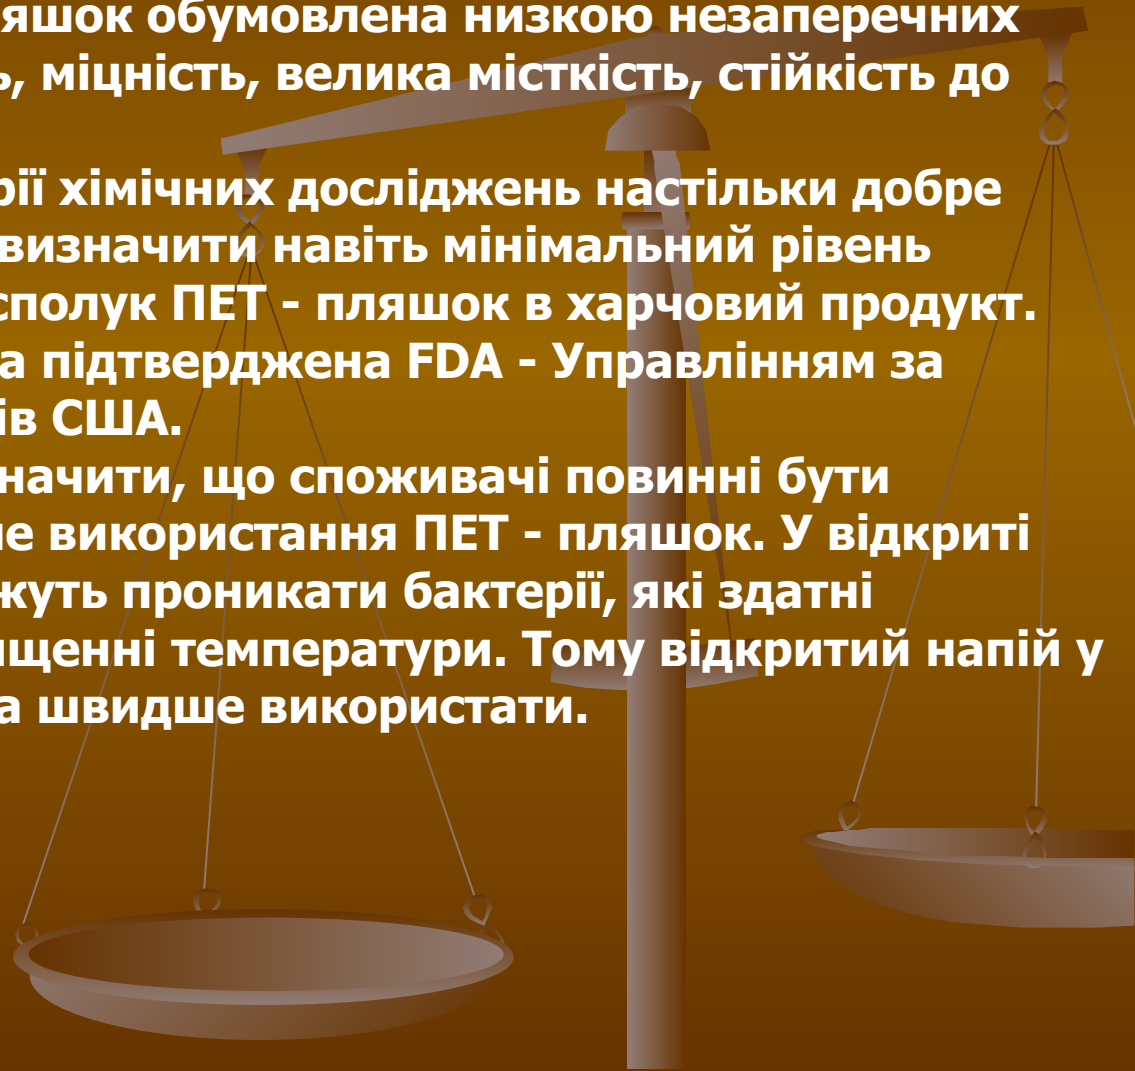 яшок обумовлена низкою незаперечних
ь, міцність, велика місткість, стійкість до
рії хімічних досліджень настільки добре
визначити навіть мінімальний рівень
сполук ПЕТ - пляшок в харчовий продукт.
а підтверджена FDA - Управлінням за
ів США.
начити, що споживачі повинні бути
не використання ПЕТ - пляшок. У відкриті
жуть проникати бактерії, які здатні
ищенні температури. Тому відкритий напій у
а швидше використати.